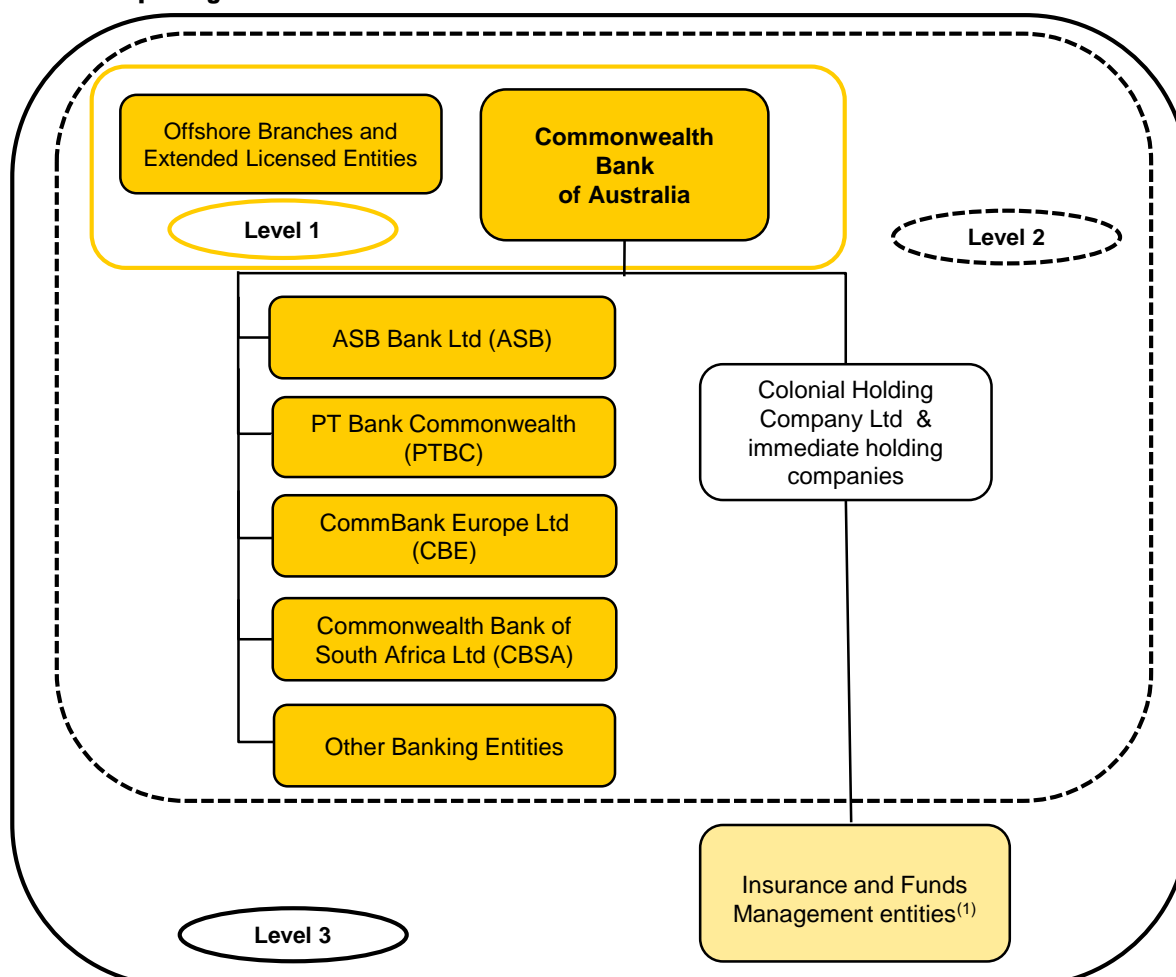 Offshore Branches and
Extended Licensed Entities
Commonwealth
Bank
of Australia
Level 1
Level 2
ASB Bank Ltd (ASB)
PT Bank Commonwealth
(PTBC)
CommBank Europe Ltd
(CBE)
Commonwealth Bank of
South Africa Ltd (CBSA)
Other Banking Entities
Colonial Holding
Company Ltd &
immediate holding
companies
Insurance and Funds
Management entities(1)
Level 3